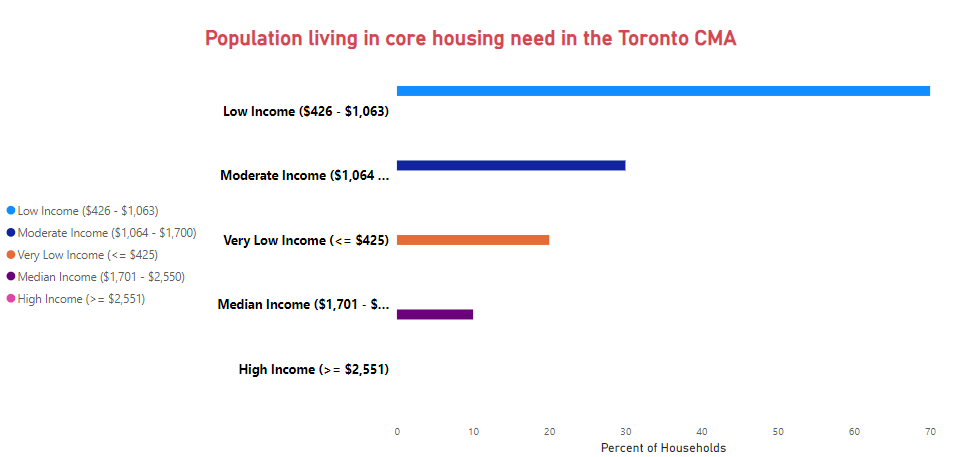 Population living in core housing need in the Toronto CMA
Low Income ($426 - $1,063)
Moderate Income ($1,064 ...
Very Low Income (<= $425)
Median Income ($1,701 - $...
High Income (>= $2,551)
Low Income ($426 - $1,063)
Moderate Income ($1,064 - $1,700)
Very Low Income (<= $425)
Median Income ($1,701 - $2,550)
High Income (>= $2,551)
0 10 20 30 40 50 60 70
Percent of Households